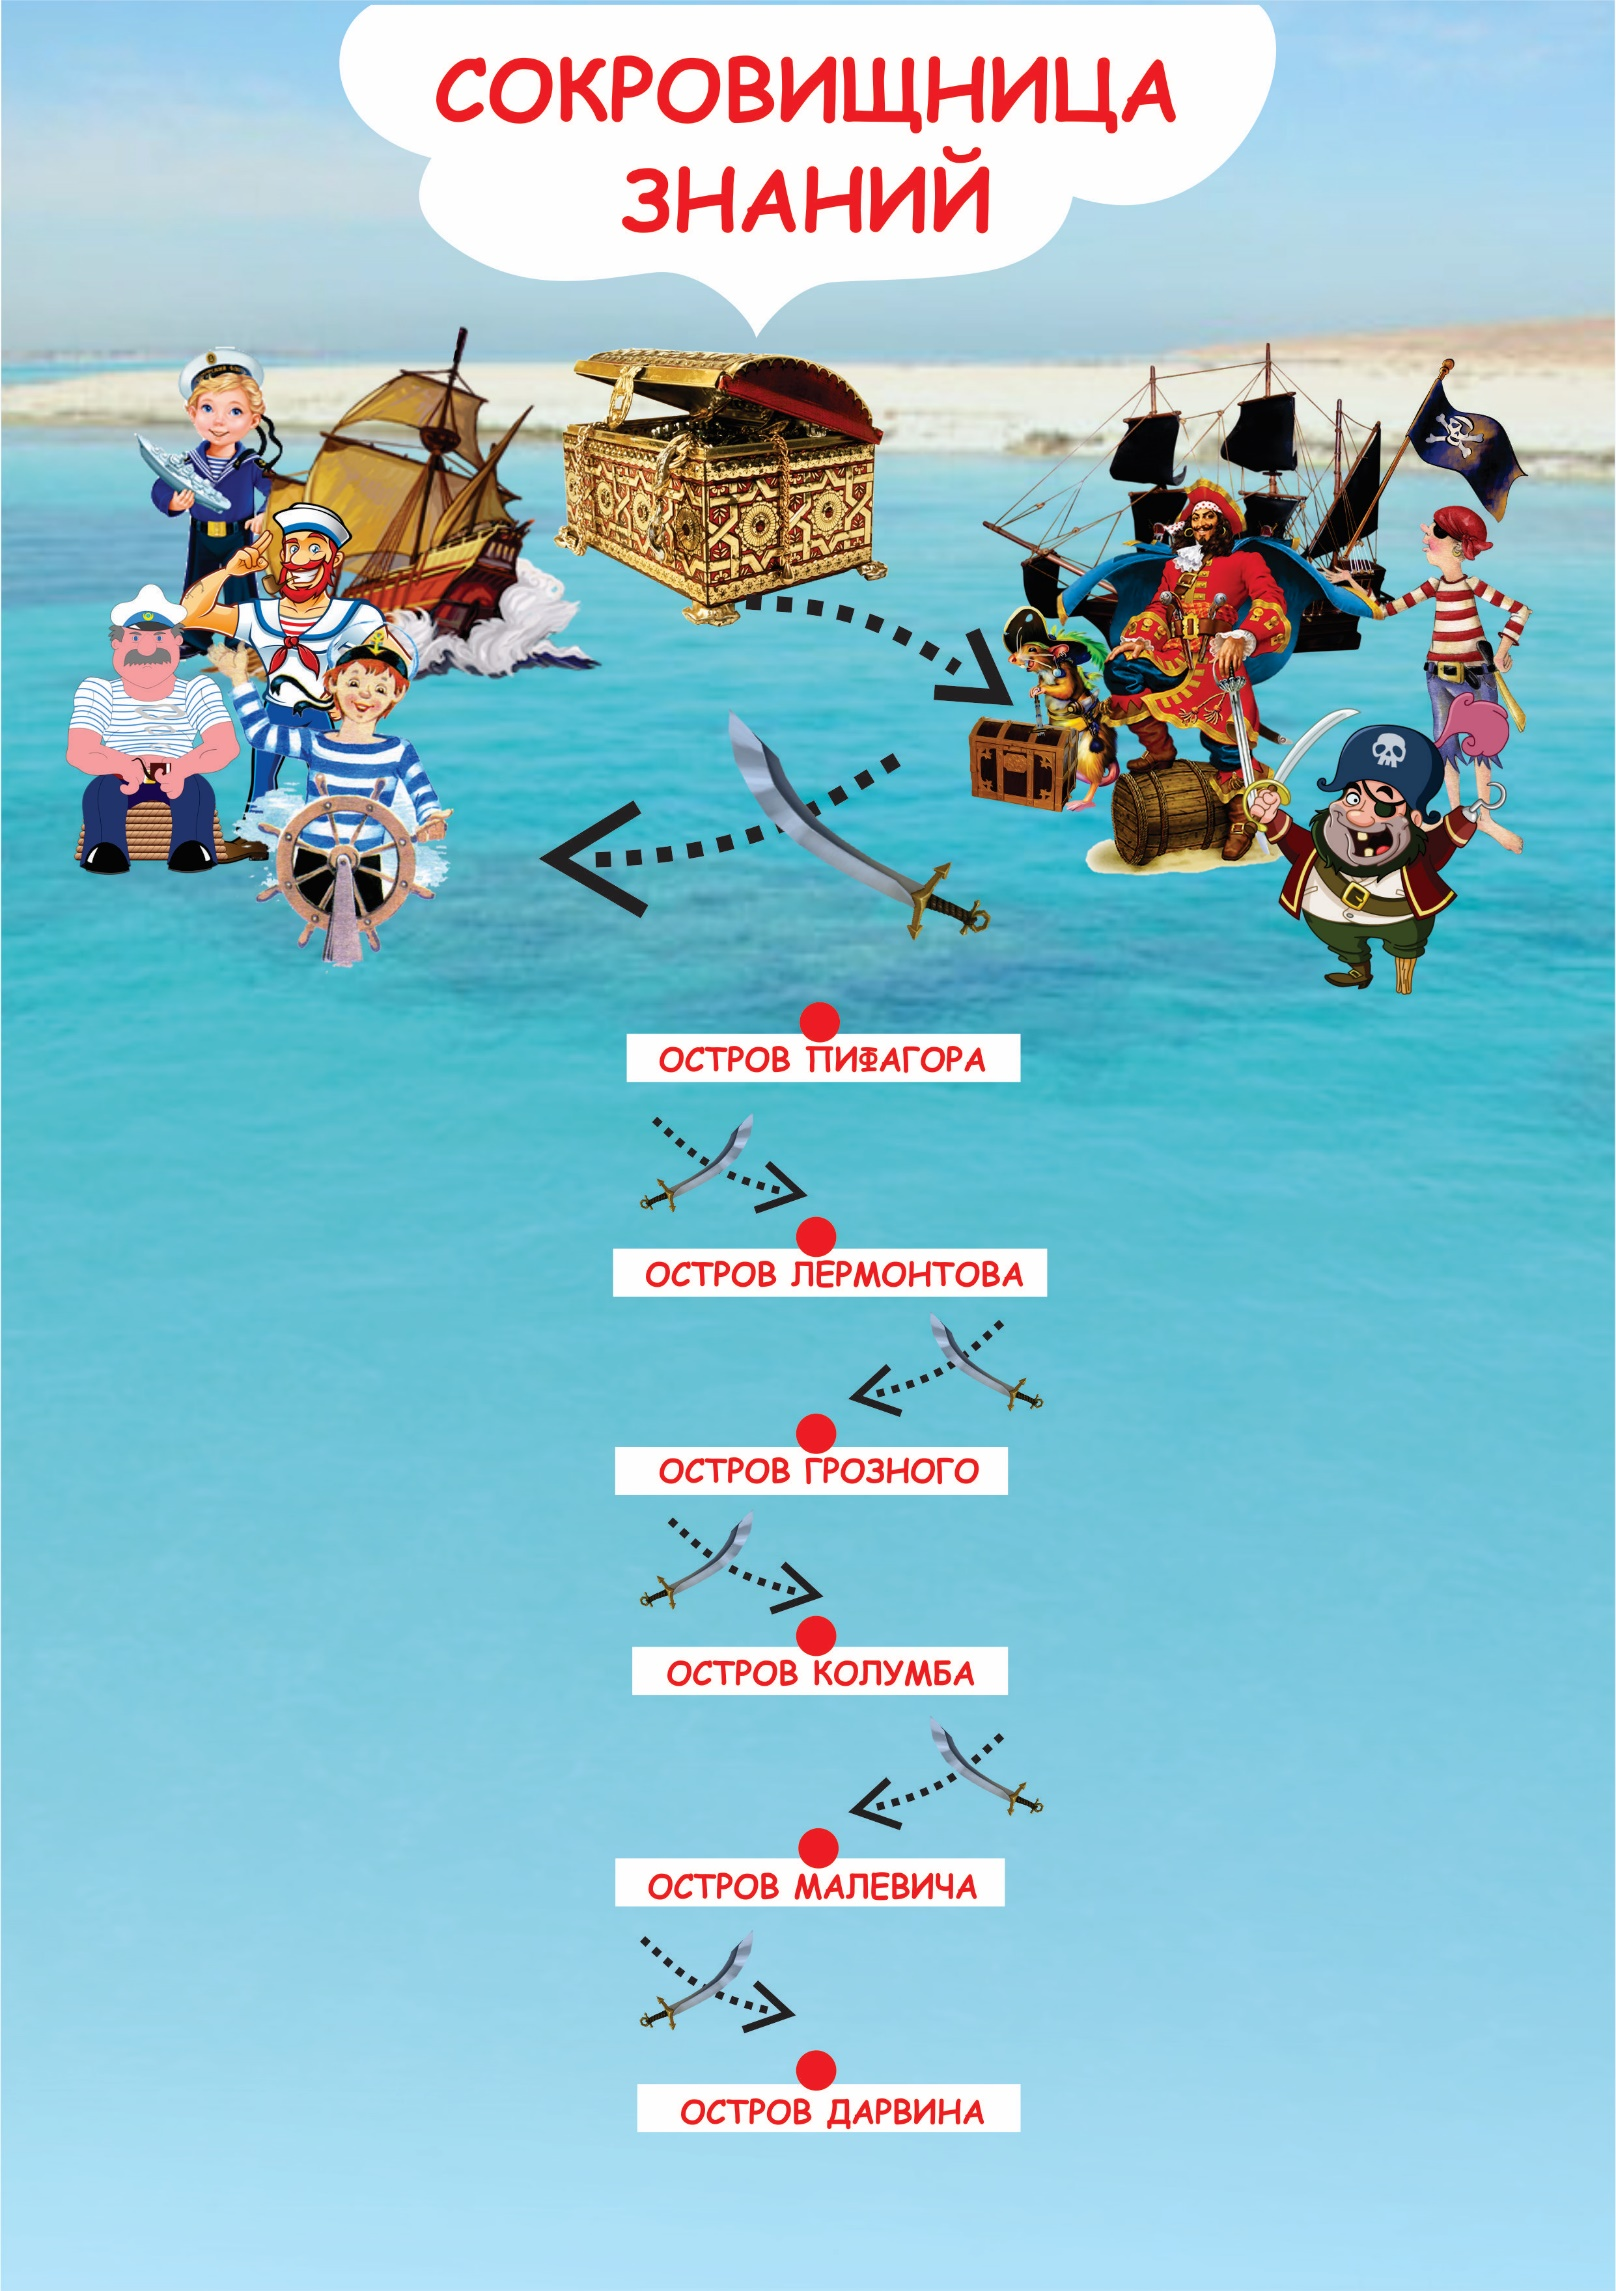 СОКРОВИЩНИЦА
ЗНАНИЙ
ОСТРОВ ПИФАГОРА
ОСТРОВ ЛЕРМОНТОВА
ОСТРОВ ГРОЗНОГО
ОСТРОВ КОЛУМБА
ОСТРОВ МАЛЕВИЧА
ОСТРОВ ДАРВИНА